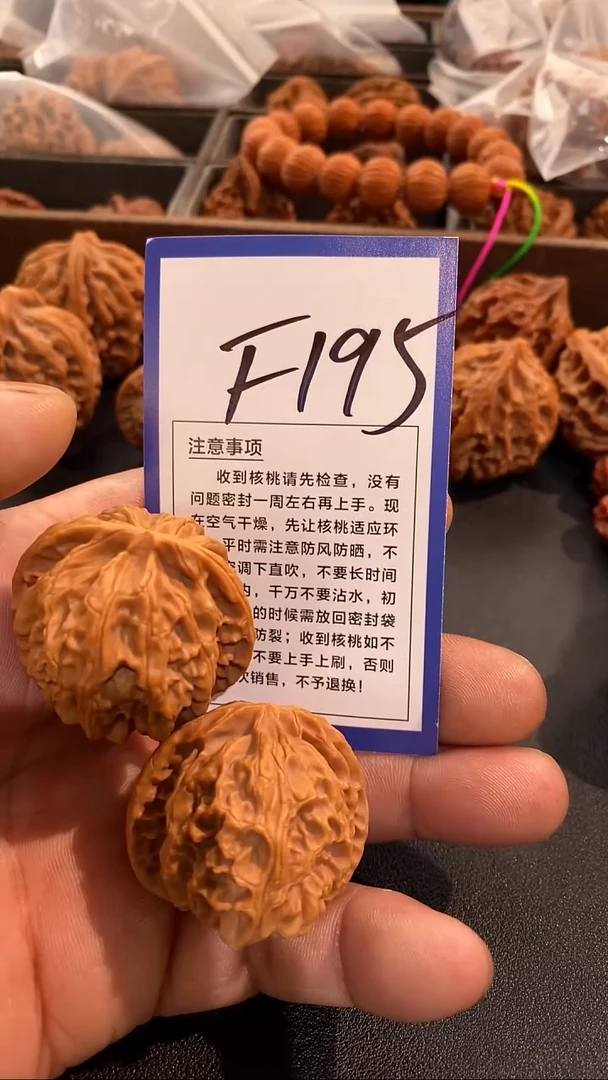 F195
注意事项
收到核桃请先检查，没有
问题密封一周左右再上手。现
在空气干燥，先让核桃适应环
平时需注意防风防晒，不
空调下直吹，不要长时间
内，千万不要沾水，初
的时候需放回密封袋
防裂；收到核桃如不
不要上手上刷，否则
次销售，不予退换！